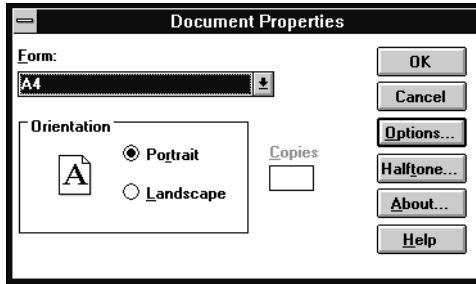 Document Properties
Form:
A4
Orientation
A
Portrait
Landscape
Copies
OK
Cancel
Options...
Halftone...
About...
Help